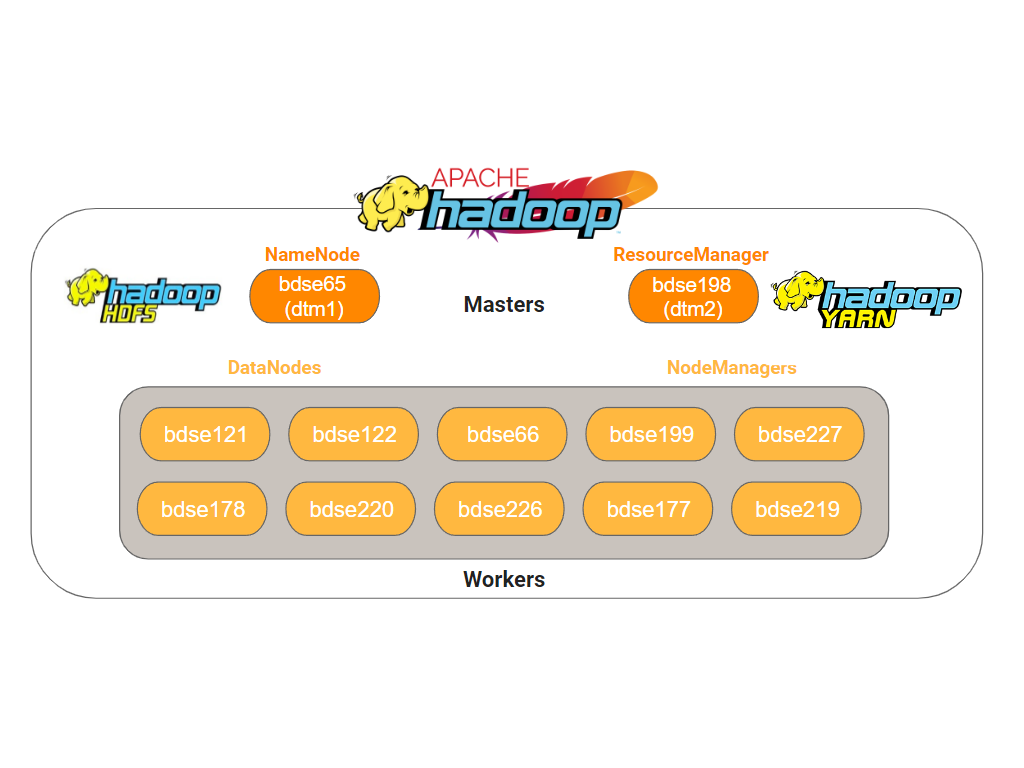 APACHE
hadoop
NameNode
ResourceManager
bdse65
(dtm1)
bdse198
(dtm2)
hadoop
HDFS
Masters
hadoop
YARN
DataNodes
NodeManagers
bdse121
bdse122
bdse66
bdse199
bdse227
bdse178
bdse220
bdse226
bdse177
bdse219
Workers